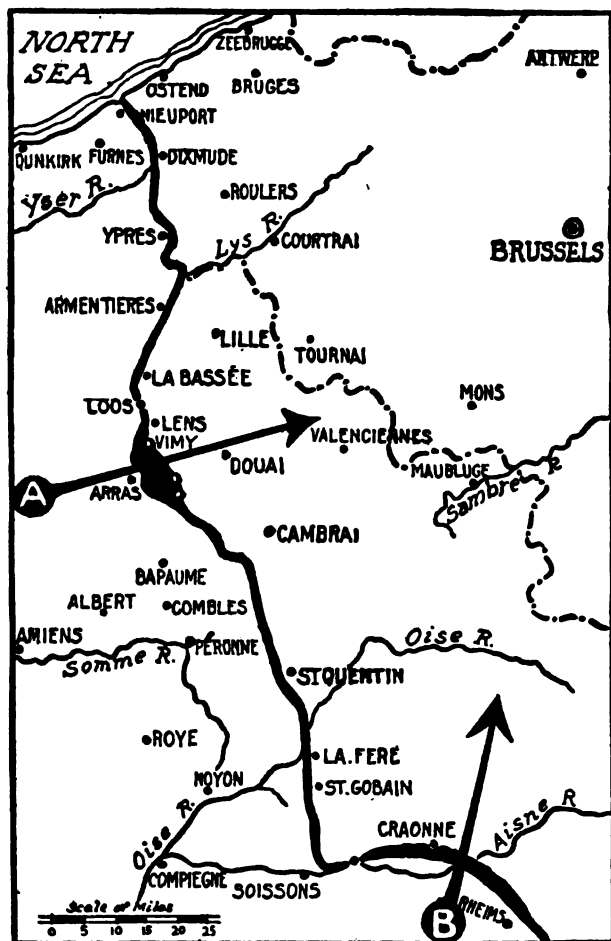 NORTH
SEA
ZEEBRUGGE
ANTWERP
OSTEND
BRUGES
NIEUPORT
DUNKIRK
FURNES
DIXMUDE
Yser R.
ROULERS
YPRES
Lys R.
COURTRAI
BRUSSELS
ARMENTIERES
LILLE
TOURNAI
LA BASSÉE
MONS
LOOS
LENS
VIMY
VALENCIENNES
DOUAI
MAUBLUGE
A
ARRAS
Sambre R
CAMBRAI
BAPAUME
ALBERT
COMBLES
AMIENS
Somme R.
PERONNE
Oise R.
ST QUENTIN
ROYE
LA.FERÉ
NOYON
ST.GOBAIN
Oise R.
CRAONNE
Aisne R
COMPIEGNE
SOISSONS
Scale of Miles
0 5 10 15 20 25
B
RHEIMS